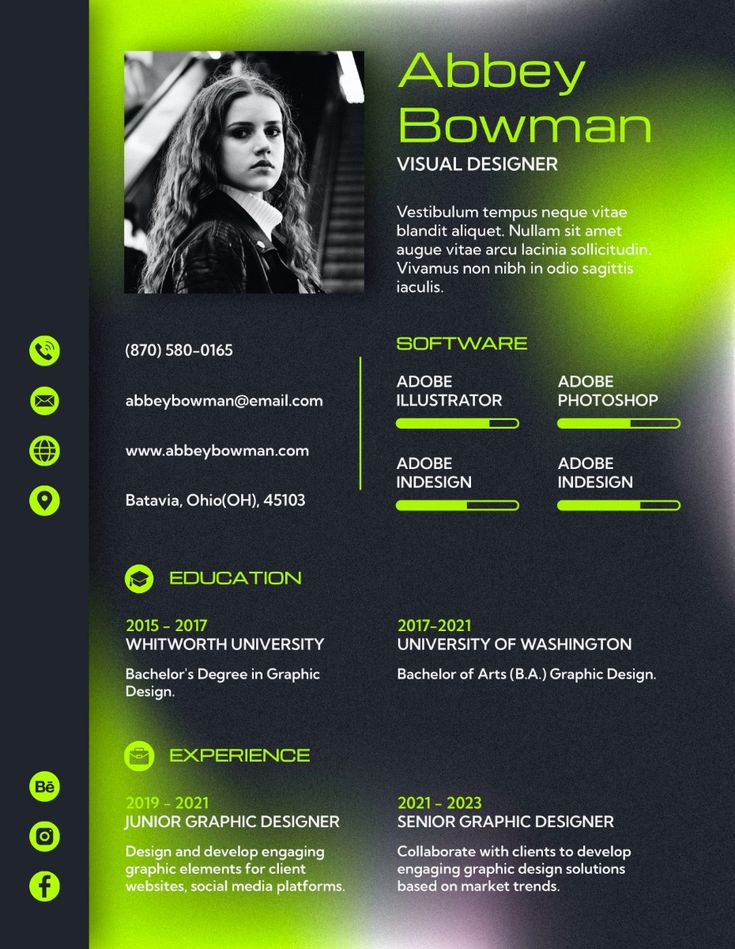 Abbey
Bowman
VISUAL DESIGNER
Vestibulum tempus neque vitae
blandit aliquet. Nullam sit amet
augue vitae arcu lacinia sollicitudin.
Vivamus non nibh in odio sagittis
iaculis.
(870) 580-0165
abbeybowman@email.com
www.abbeybowman.com
Batavia, Ohio(OH), 45103
SOFTWARE
ADOBE
ILLUSTRATOR
ADOBE
PHOTOSHOP
ADOBE
INDESIGN
ADOBE
INDESIGN
EDUCATION
2015 - 2017
WHITWORTH UNIVERSITY
Bachelor's Degree in Graphic
Design.
2017-2021
UNIVERSITY OF WASHINGTON
Bachelor of Arts (B.A.) Graphic Design.
EXPERIENCE
2019 - 2021
JUNIOR GRAPHIC DESIGNER
Design and develop engaging
graphic elements for client
websites, social media platforms.
2021 - 2023
SENIOR GRAPHIC DESIGNER
Collaborate with clients to develop
engaging graphic design solutions
based on market trends.
Bē